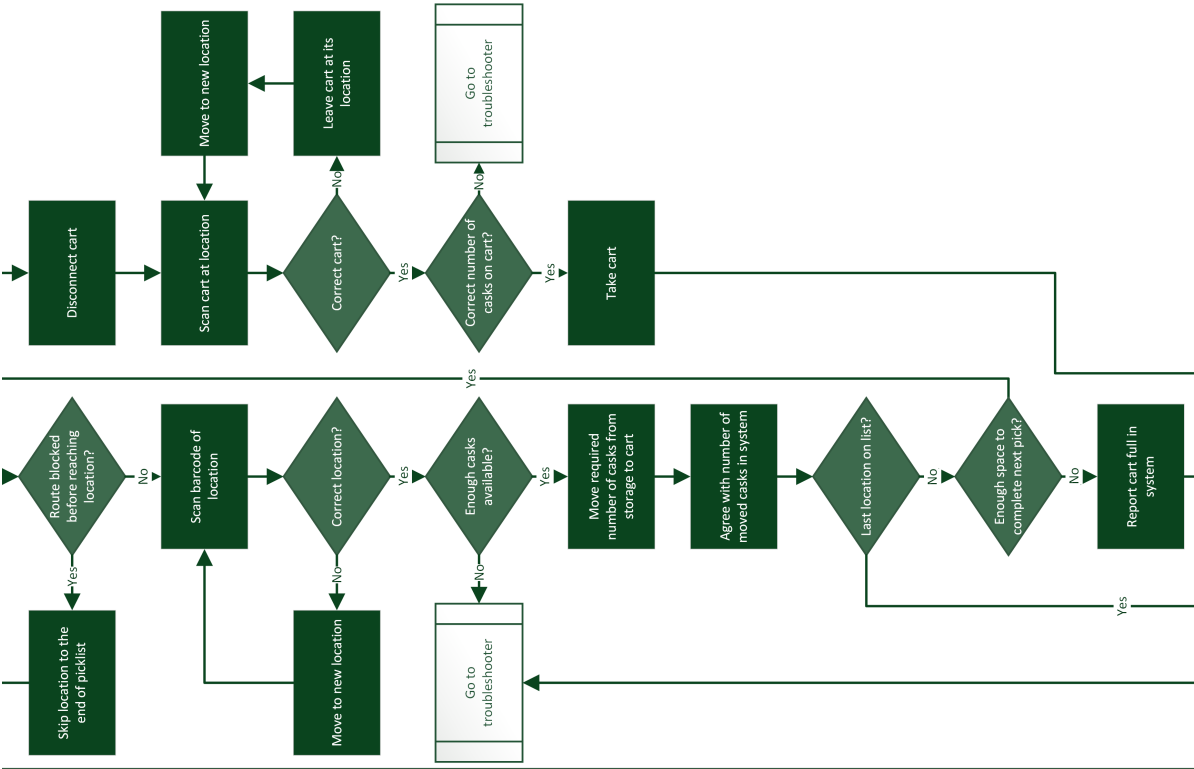 Disconnect cart
Scan cart at location
Move to new location
Correct cart?
No
Leave cart at its
location
Yes
Correct number of
casks on cart?
No
Go to
troubleshooter
Yes
Take cart
Route blocked
before reaching
location?
Yes
Skip location to the
end of picklist
No
Scan barcode of
location
Correct location?
No
Move to new location
Yes
Enough casks
available?
No
Go to
troubleshooter
Yes
Move required
number of casks from
storage to cart
Agree with number of
moved casks in system
Last location on list?
Yes
No
Enough space to
complete next pick?
Yes
No
Report cart full in
system